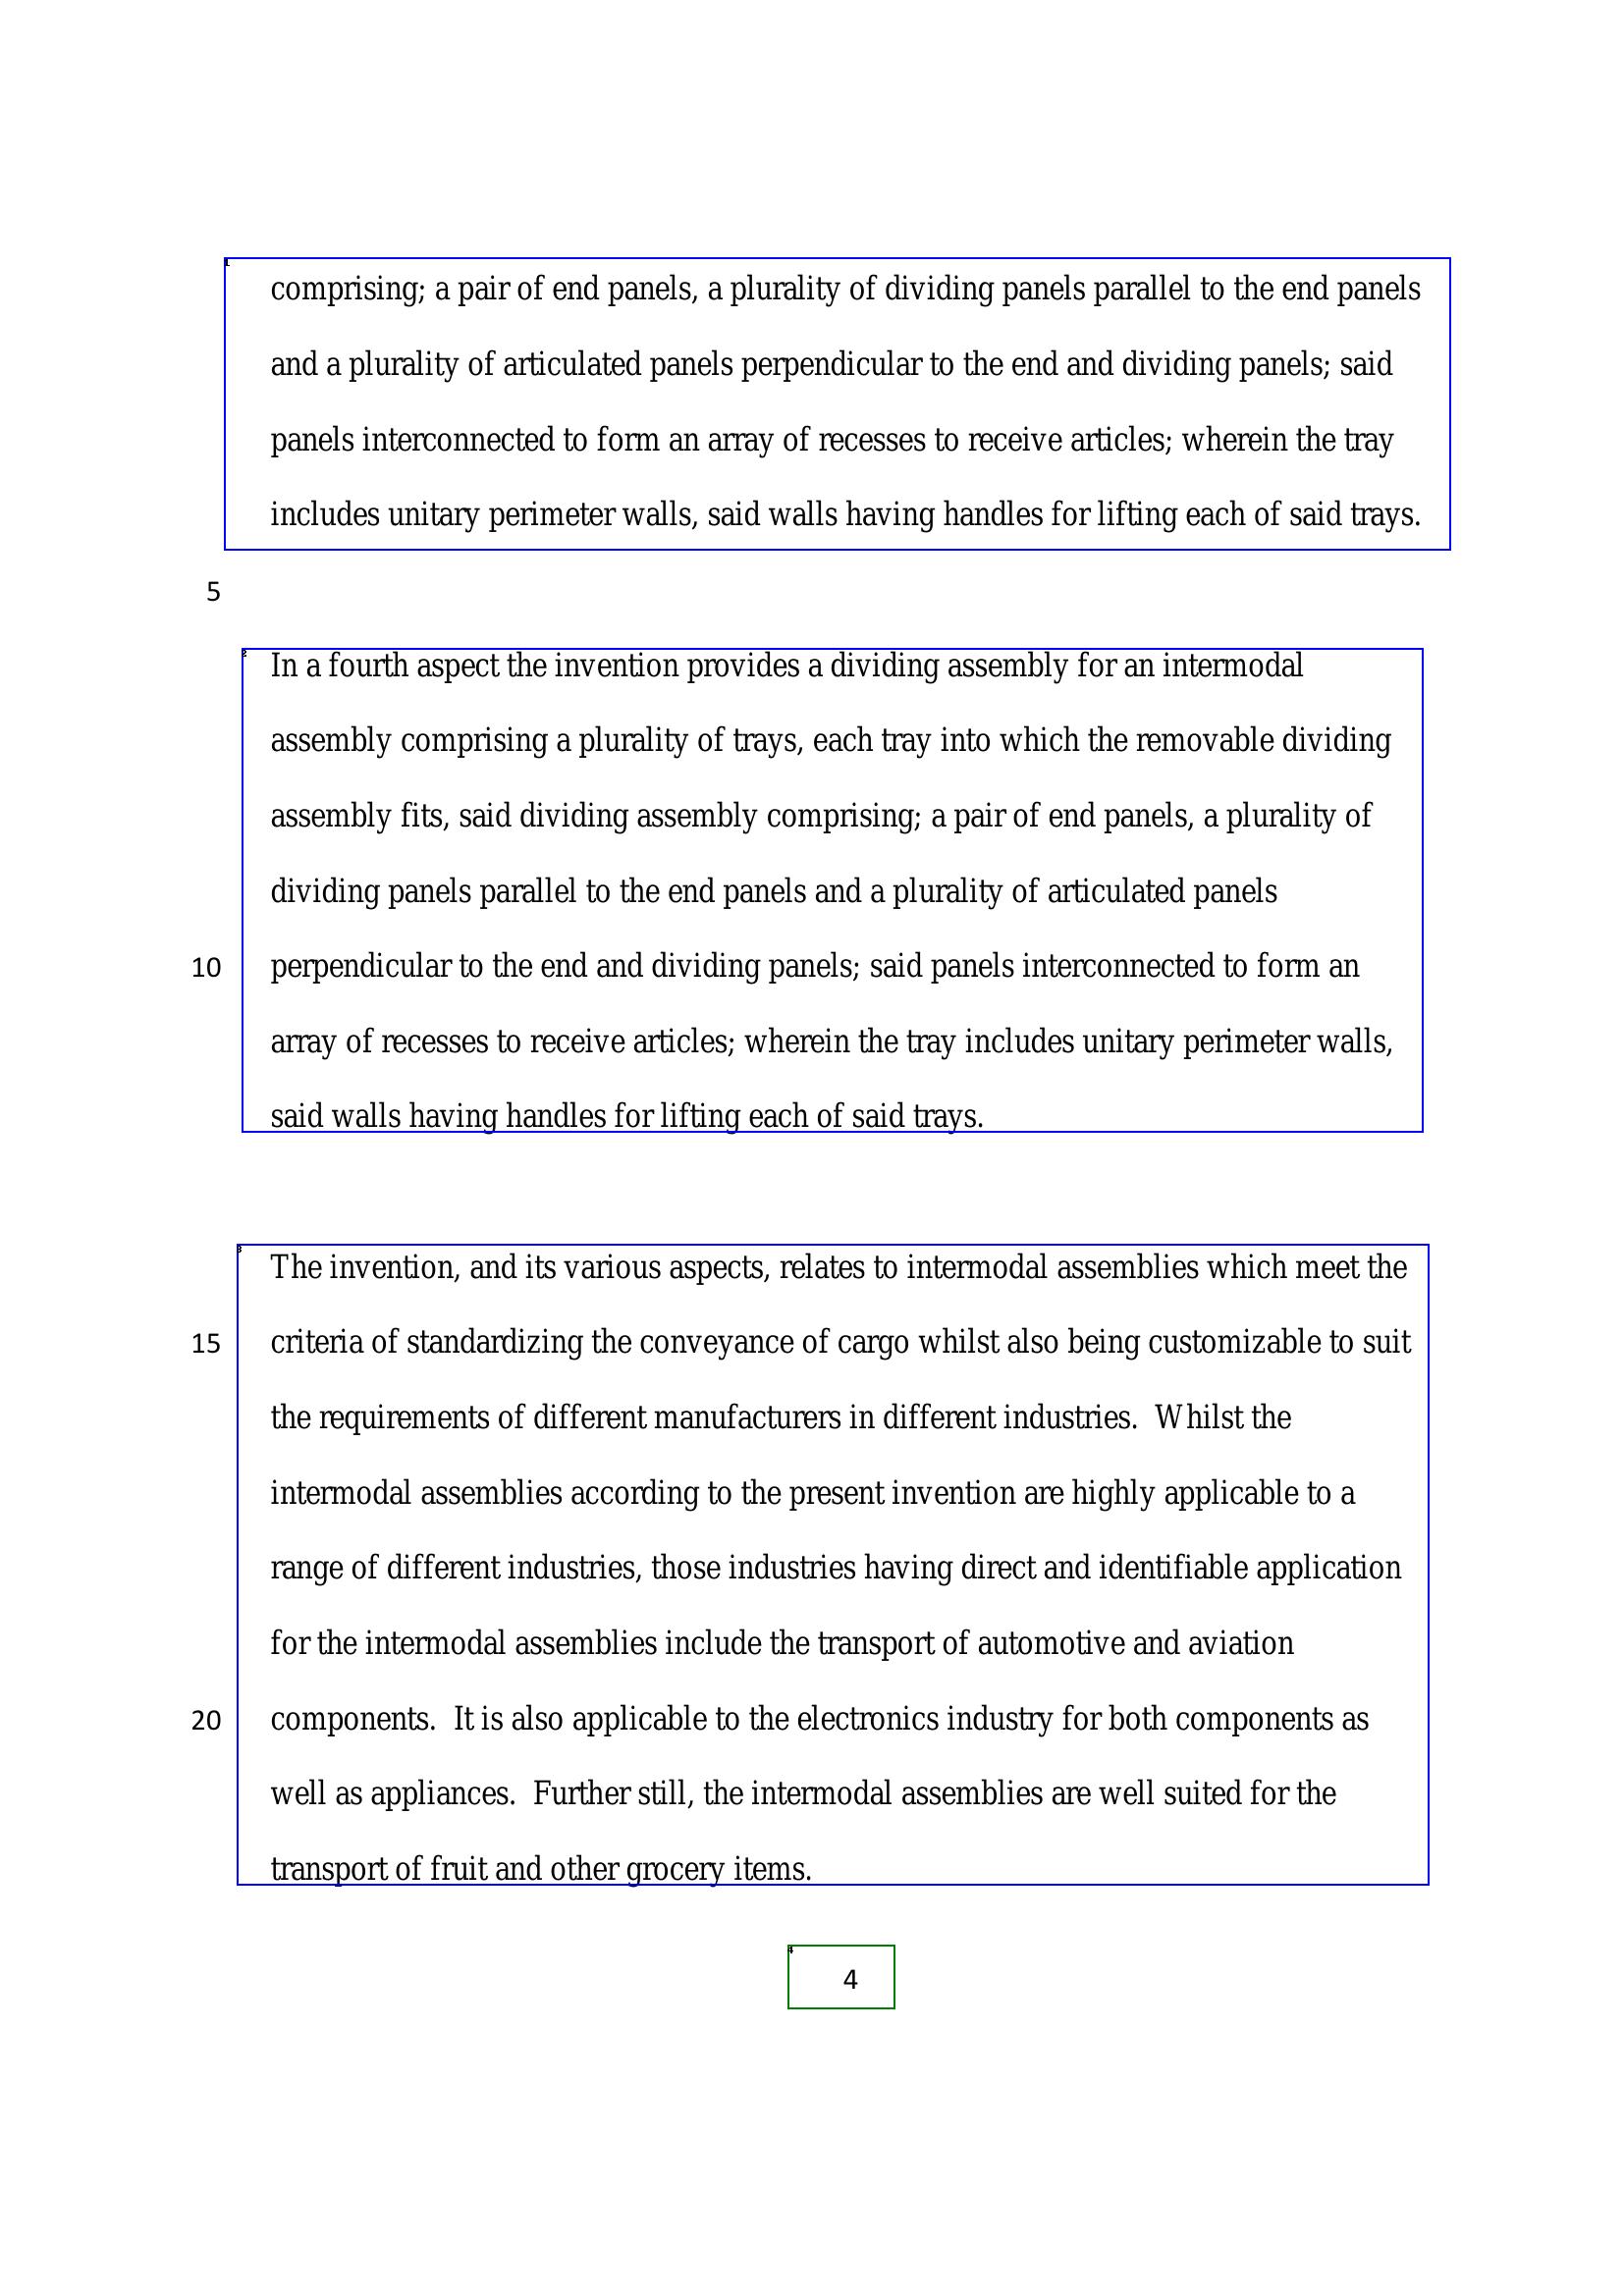 comprising; a pair of end panels, a plurality of dividing panels parallel to the end panels
and a plurality of articulated panels perpendicular to the end and dividing panels; said
panels interconnected to form an array of recesses to receive articles; wherein the tray
includes unitary perimeter walls, said walls having handles for lifting each of said trays.
5
In a fourth aspect the invention provides a dividing assembly for an intermodal
assembly comprising a plurality of trays, each tray into which the removable dividing
assembly fits, said dividing assembly comprising; a pair of end panels, a plurality of
dividing panels parallel to the end panels and a plurality of articulated panels
10 perpendicular to the end and dividing panels; said panels interconnected to form an
array of recesses to receive articles; wherein the tray includes unitary perimeter walls,
said walls having handles for lifting each of said trays.
The invention, and its various aspects, relates to intermodal assemblies which meet the
15 criteria of standardizing the conveyance of cargo whilst also being customizable to suit
the requirements of different manufacturers in different industries.  Whilst the
intermodal assemblies according to the present invention are highly applicable to a
range of different industries, those industries having direct and identifiable application
for the intermodal assemblies include the transport of automotive and aviation
20 components.  It is also applicable to the electronics industry for both components as
well as appliances.  Further still, the intermodal assemblies are well suited for the
transport of fruit and other grocery items.
4